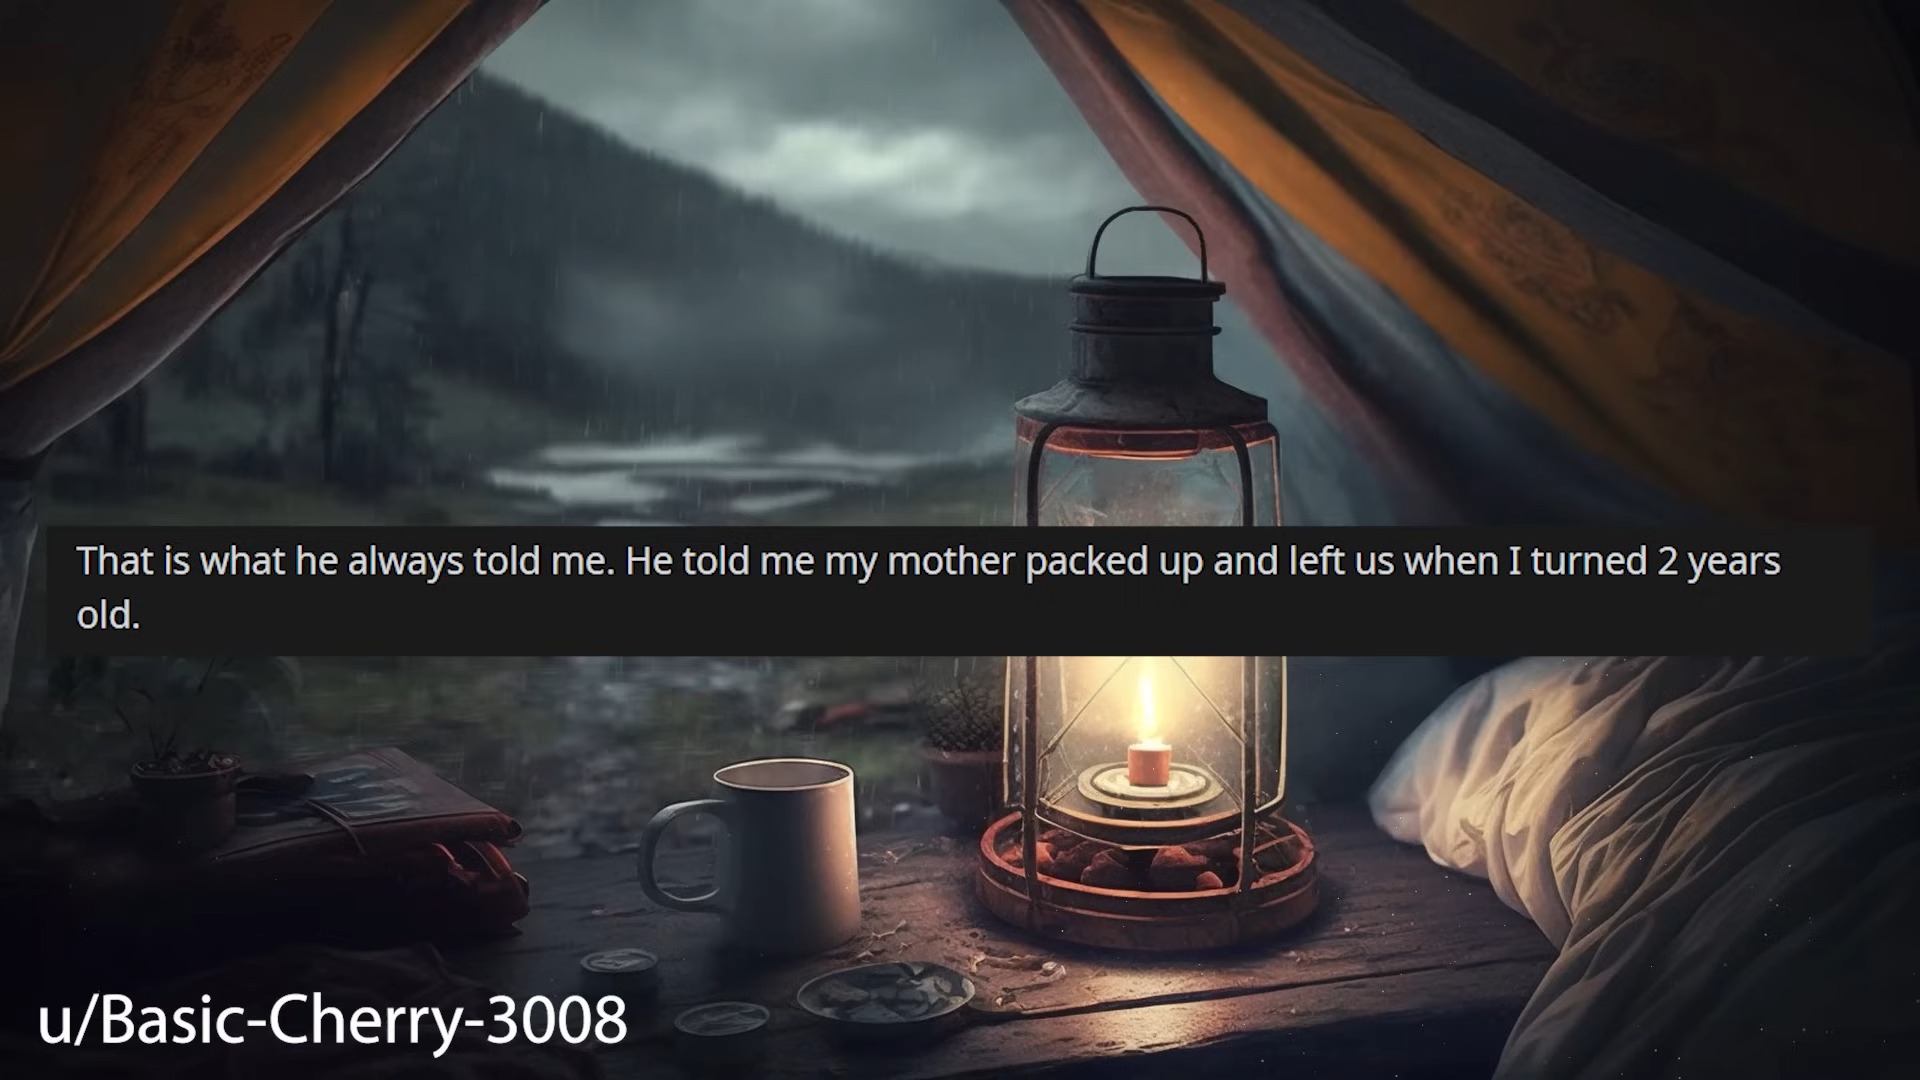 That is what he always told me. He told me my mother packed up and left us when I turned 2 years
old.
u/Basic-Cherry-3008